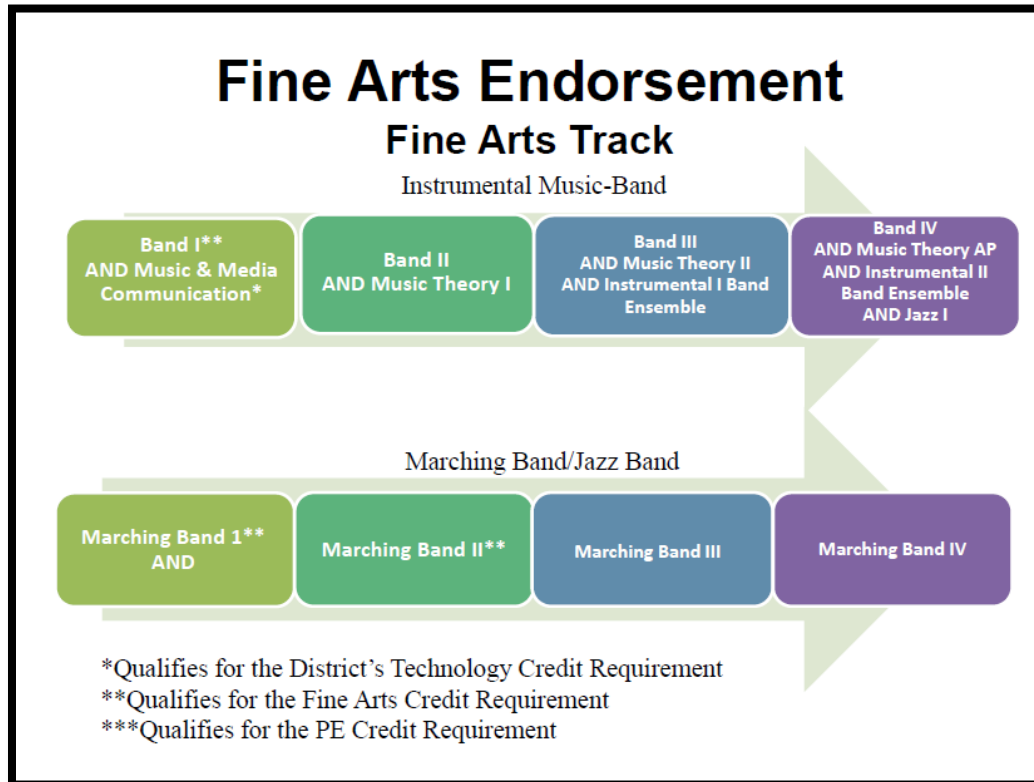 Fine Arts Endorsement
Fine Arts Track
Instrumental Music-Band
Band I**
AND Music & Media
Communication*
Band II
AND Music Theory I
Band III
AND Music Theory II
AND Instrumental I Band
Ensemble
Band IV
AND Music Theory AP
AND Instrumental II
Band Ensemble
AND Jazz I
Marching Band/Jazz Band
Marching Band 1**
AND
Marching Band II**
Marching Band III
Marching Band IV
*Qualifies for the District’s Technology Credit Requirement
**Qualifies for the Fine Arts Credit Requirement
***Qualifies for the PE Credit Requirement